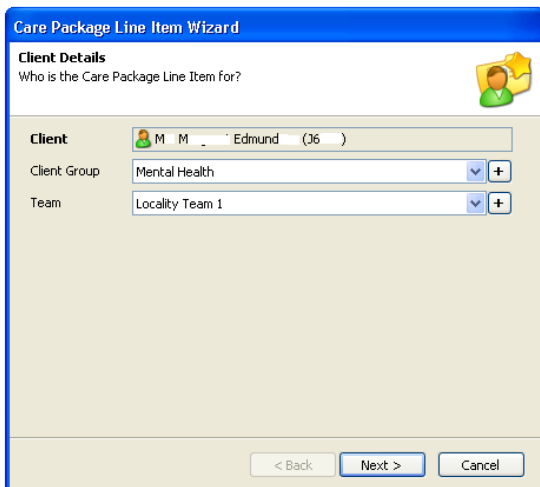 Care Package Line Item Wizard
Client Details
Who is the Care Package Line Item for?
Client M M Edmund (J6 )
Client Group Mental Health +
Team Locality Team 1 +
< Back Next > Cancel